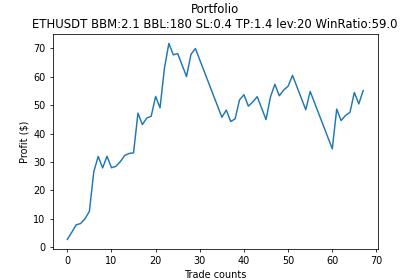 Portfolio
ETHUSDT BBM:2.1 BBL:180 SL:0.4 TP:1.4 lev:20 WinRatio:59.0
70
60
50
40
30
20
10
0
Profit ($)
0 10 20 30 40 50 60 70
Trade counts